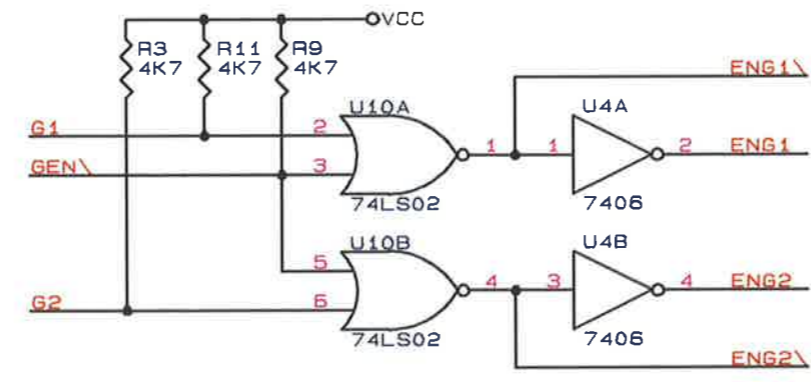 VCC
R3 R11 R9
4K7 4K7 4K7
ENG1\
U10A U4A
G1 2
1 1 2 ENG1
GEN\ 3
74LS02 7406
U10B U4B
5
4 3 4 ENG2
G2 6
74LS02 7406
ENG2\